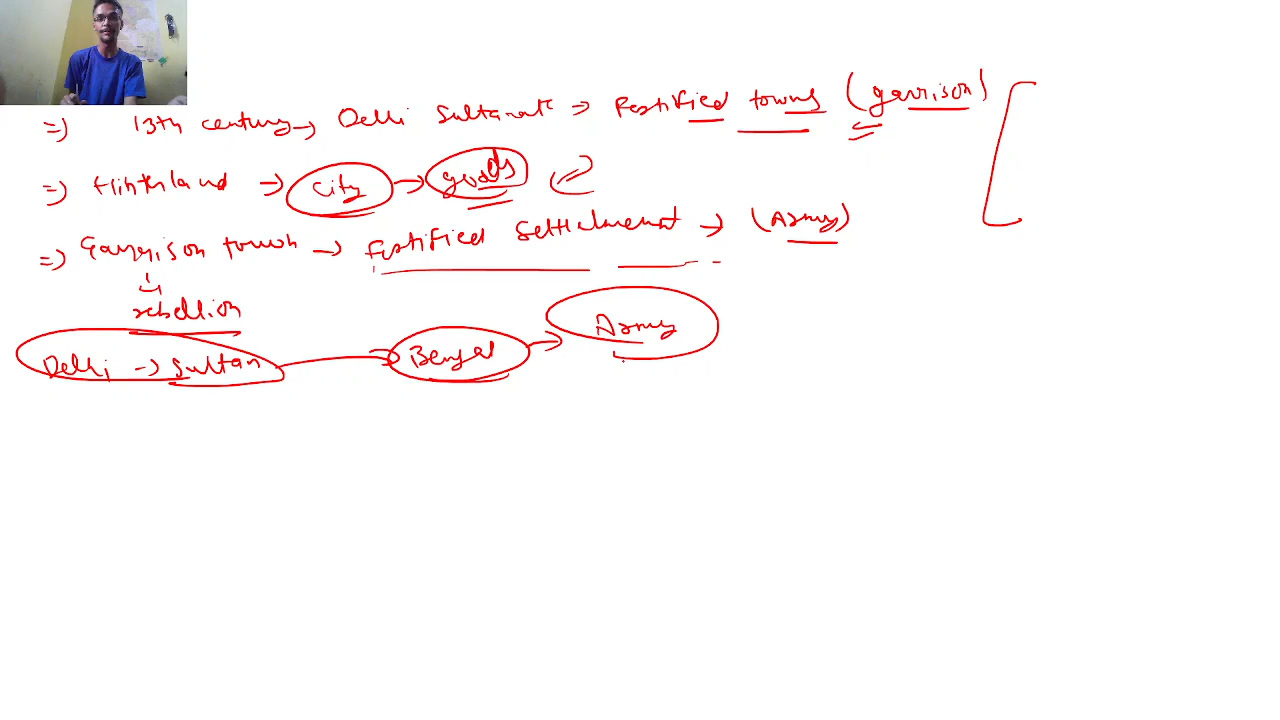 => 13th century → Delhi Sultanate => Fortified towns (garrison)
=> Hinterland => City → goods
=> Garrison town → fortified Settlement → (Army)
rebellion
Delhi → Sultan → Bengal → Army